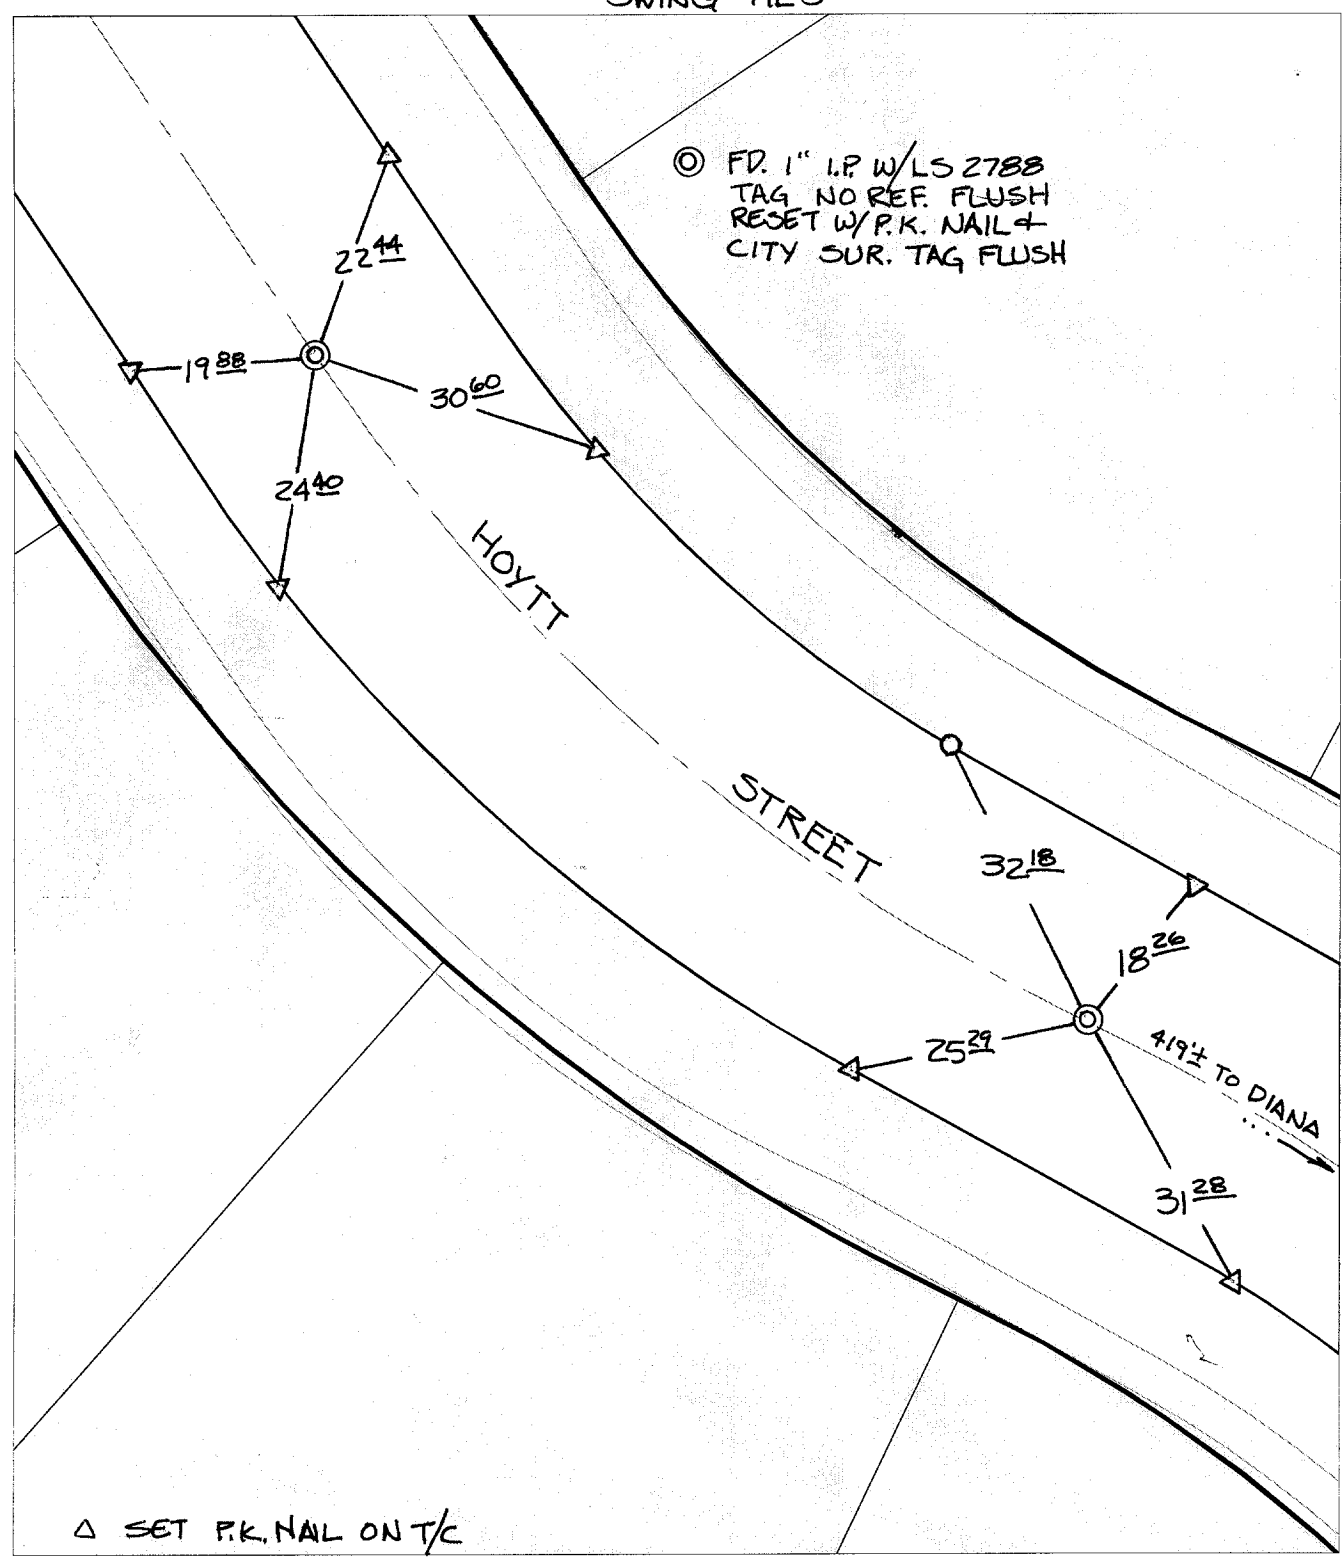 SWING TIES
FD. 1" I.P. W/LS 2788
TAG NO REF. FLUSH
RESET W/P.K. NAIL &
CITY SUR. TAG FLUSH
22 44
19 88
30 60
24 40
HOYTT
STREET
32 18
18 26
25 29
419'± TO DIANA
31 28
△ SET P.K. NAIL ON T/C